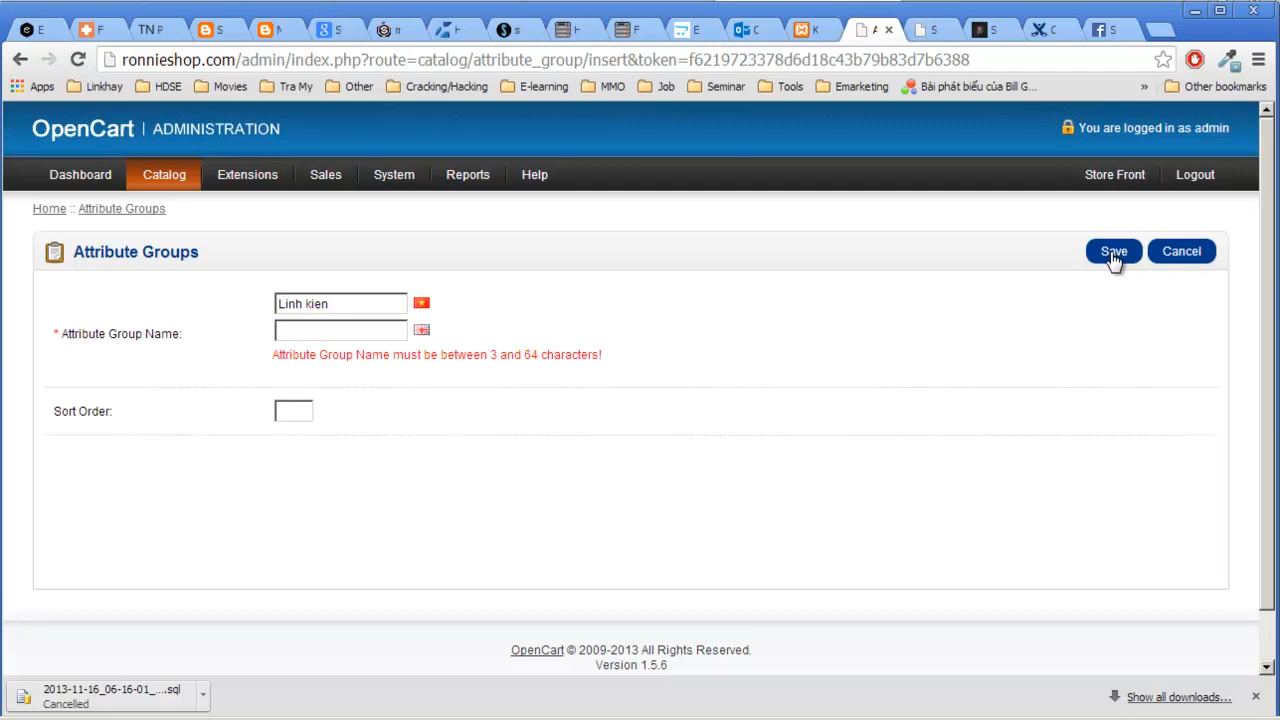 E
F
TN P
S
N
S
n
F
s
H
F
E
C
K
A
S
S
C
S
ronnieshop.com/admin/index.php?route=catalog/attribute_group/insert&token=f6219723378d6d18c43b79b83d7b6388
Apps Linkhay HDSE Movies Tra My Other Cracking/Hacking E-learning MMO Job Seminar Tools Emarketing Bài phát biểu của Bill G... » Other bookmarks
OpenCart | ADMINISTRATION
You are logged in as admin
Dashboard Catalog Extensions Sales System Reports Help Store Front Logout
Home :: Attribute Groups
Attribute Groups
Save Cancel
Linh kien
* Attribute Group Name:
Attribute Group Name must be between 3 and 64 characters!
Sort Order:
OpenCart © 2009-2013 All Rights Reserved.
Version 1.5.6
2013-11-16_06-16-01_....sql
Cancelled
Show all downloads...